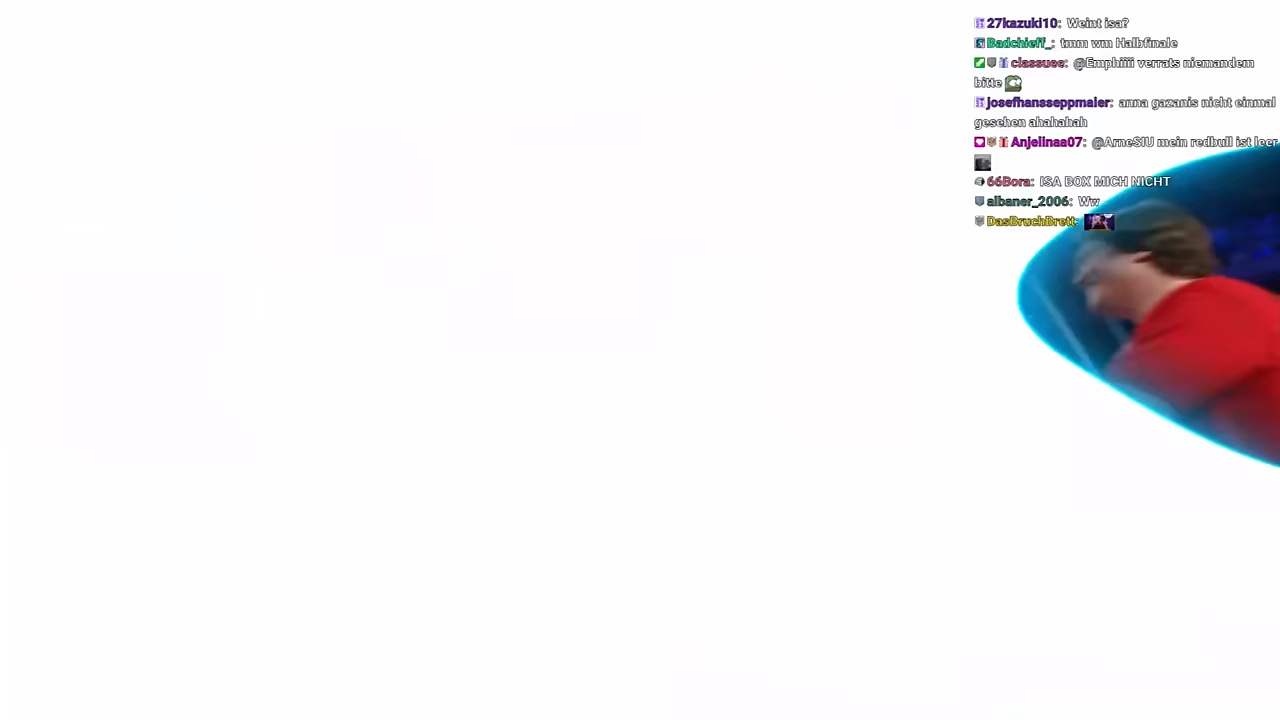 27kazuki10: Weint isa?
Badchieff_: tmm wm Halbfinale
classuee: @Emphiiii verrats niemandem
bitte
josefhansseppmaier: anna gazanis nicht einmal
gesehen ahahahah
Anjelinaa07: @ArneSIU mein redbull ist leer
66Bora: ISA BOX MICH NICHT
albaner_2006: Ww
DasBruchBrett: